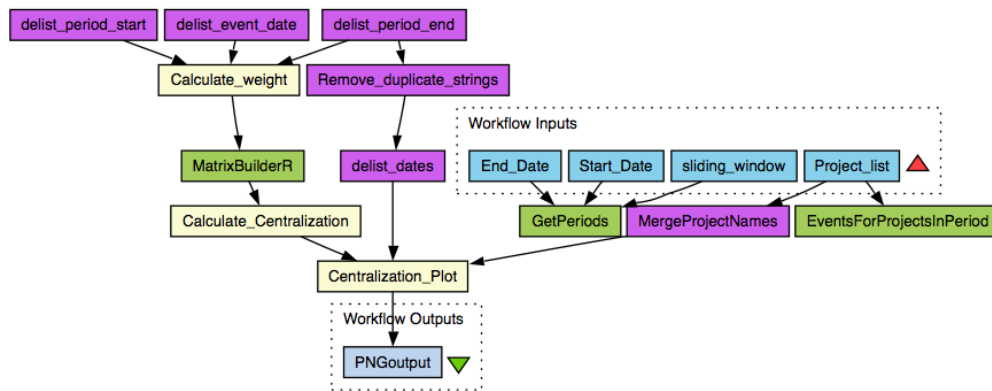 delist_period_start
delist_event_date
delist_period_end
Calculate_weight
Remove_duplicate_strings
Workflow Inputs
MatrixBuilderR
delist_dates
End_Date
Start_Date
sliding_window
Project_list
Calculate_Centralization
GetPeriods
MergeProjectNames
EventsForProjectsInPeriod
Centralization_Plot
Workflow Outputs
PNGoutput